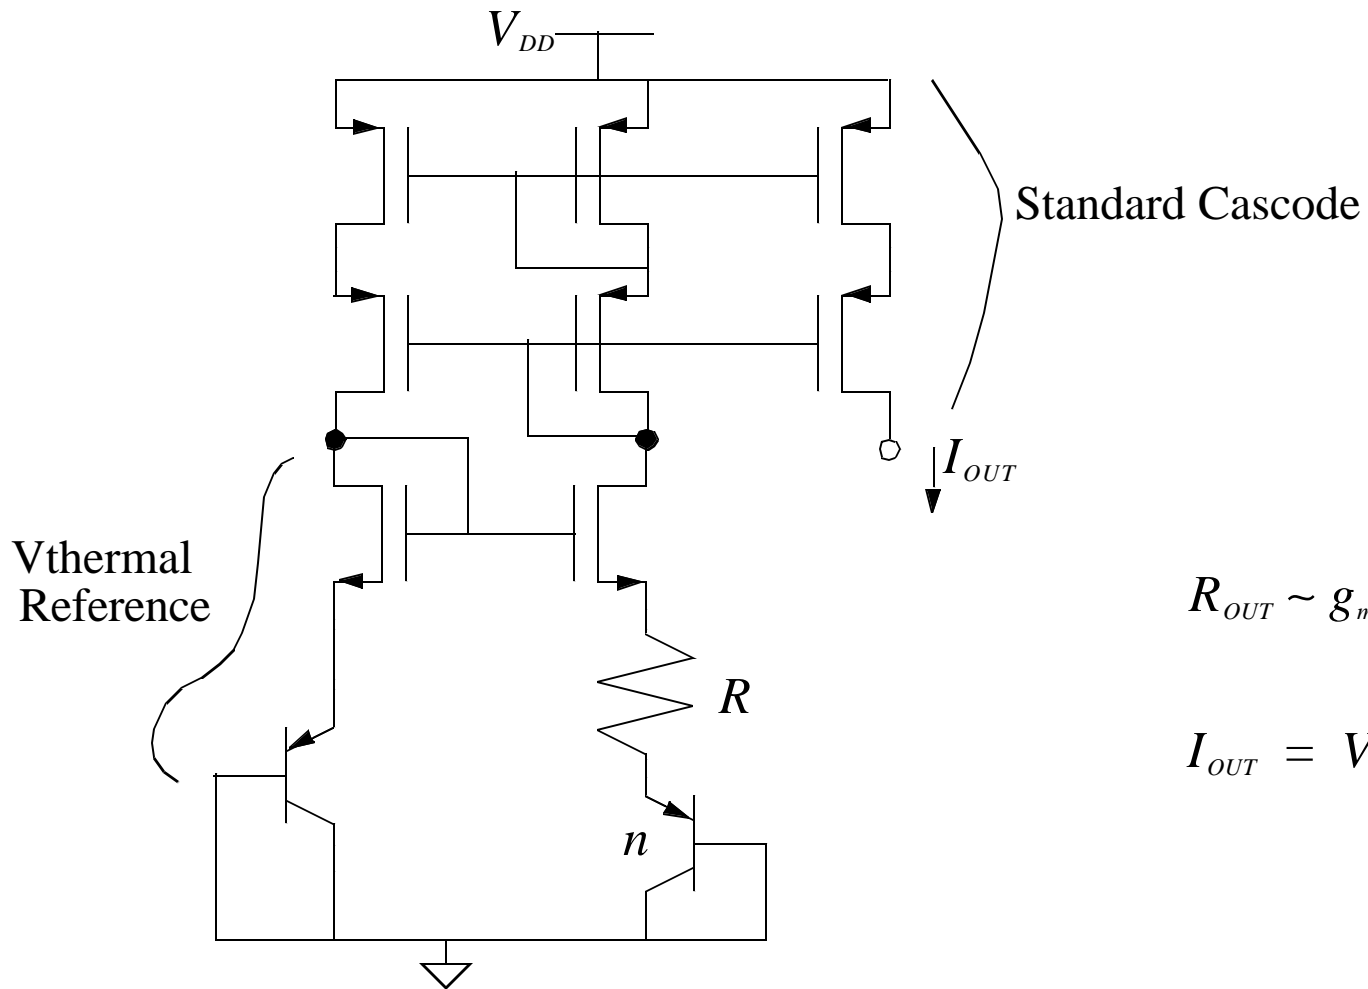 V_DD
Standard Cascode
I_OUT
Vthermal
Reference
R_OUT ~ g
R
I_OUT =
n